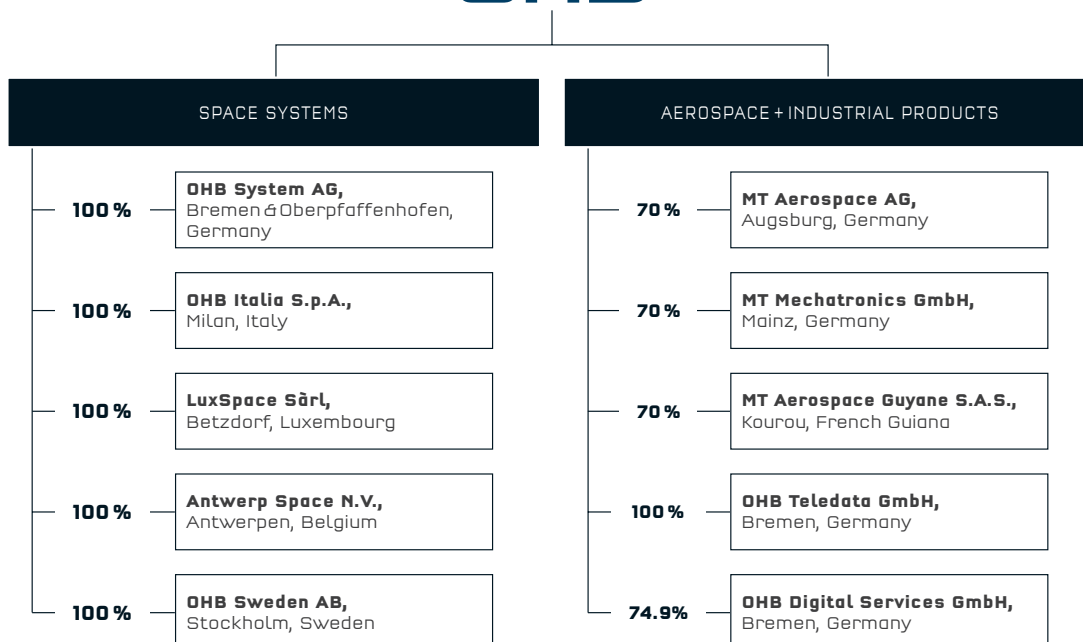 SPACE SYSTEMS
100 %
OHB System AG,
Bremen & Oberpfaffenhofen,
Germany
100 %
OHB Italia S.p.A.,
Milan, Italy
100 %
LuxSpace Sàrl,
Betzdorf, Luxembourg
100 %
Antwerp Space N.V.,
Antwerpen, Belgium
100 %
OHB Sweden AB,
Stockholm, Sweden
AEROSPACE + INDUSTRIAL PRODUCTS
70 %
MT Aerospace AG,
Augsburg, Germany
70 %
MT Mechatronics GmbH,
Mainz, Germany
70 %
MT Aerospace Guyane S.A.S.,
Kourou, French Guiana
100 %
OHB Teledata GmbH,
Bremen, Germany
74.9%
OHB Digital Services GmbH,
Bremen, Germany